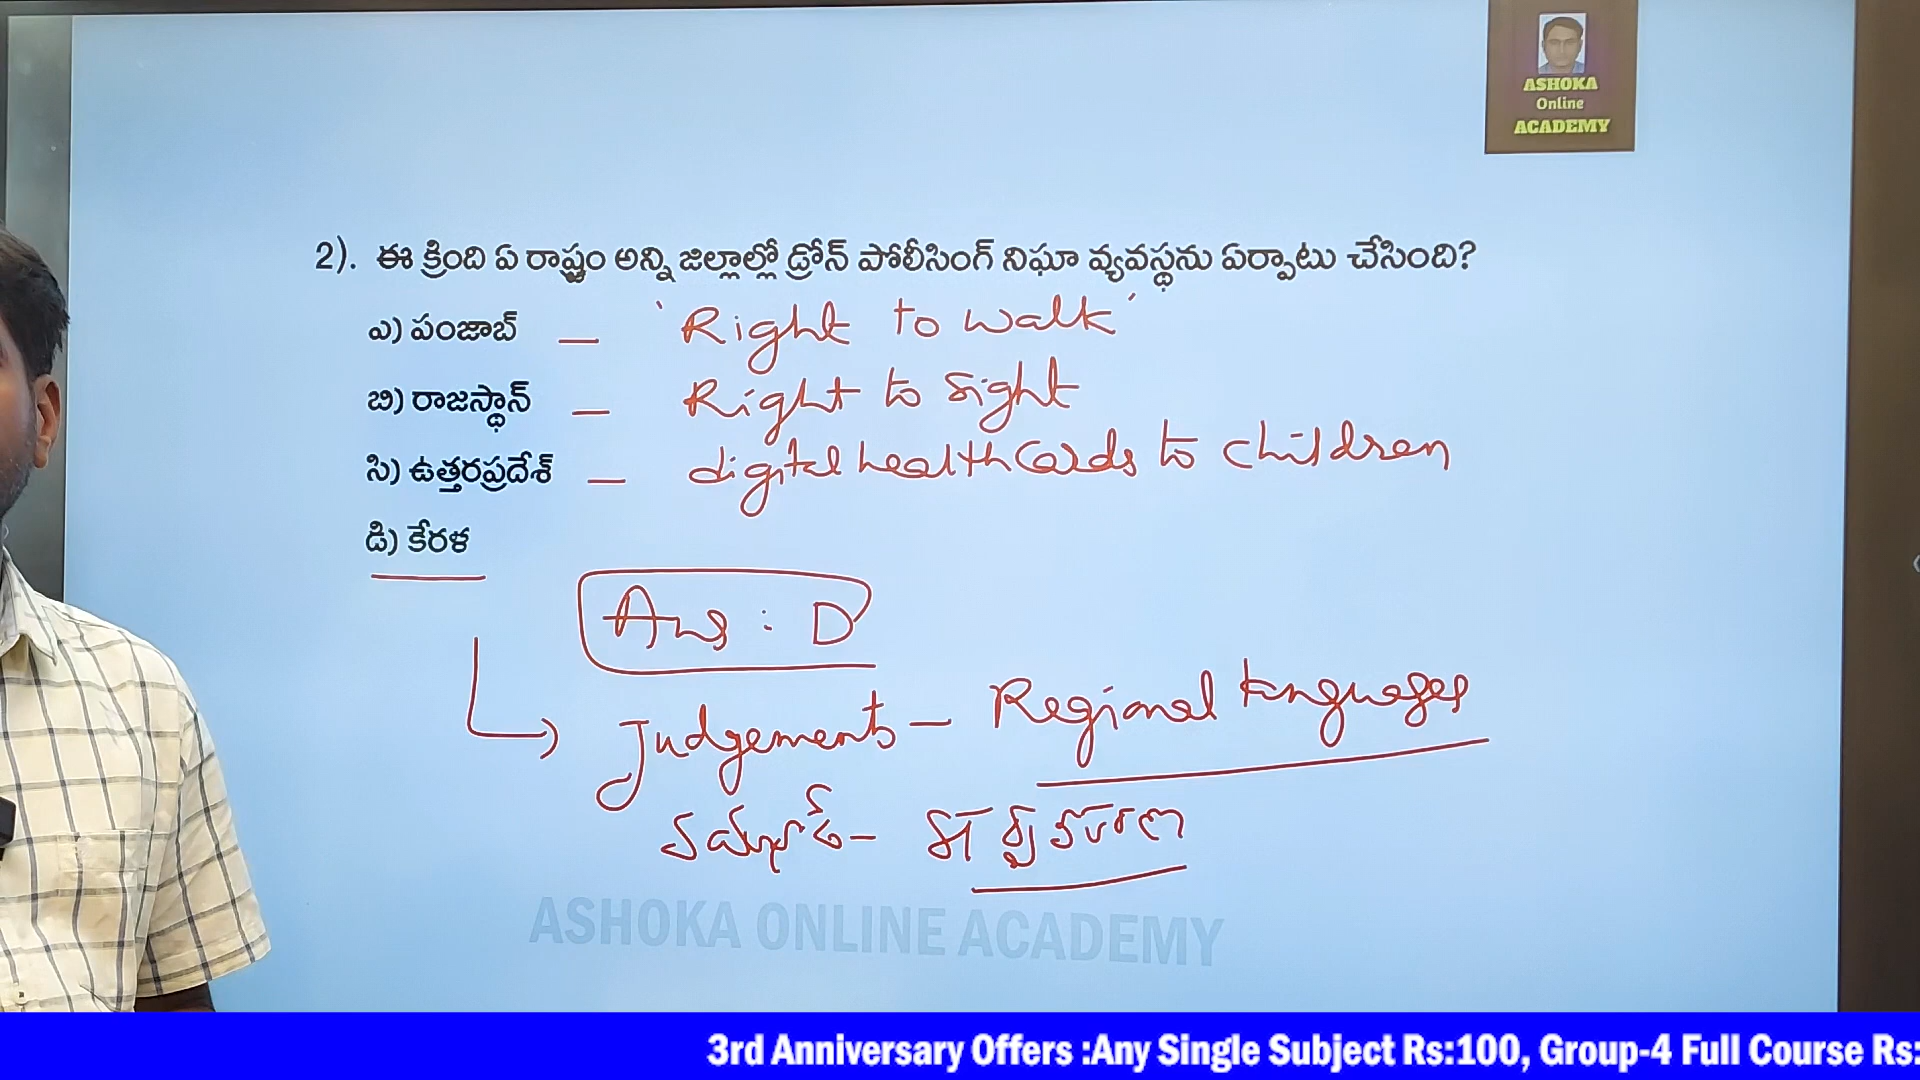 ASHOKA
Online
ACADEMY
2). ఈ క్రింది ఏ రాష్ట్రం అన్ని జిల్లాల్లో డ్రోన్ పోలీసింగ్ నిఘా వ్యవస్థను ఏర్పాటు చేసింది?
ఎ) పంజాబ్ — 'Right to walk'
బి) రాజస్థాన్ — Right to sight
సి) ఉత్తరప్రదేశ్ — digital health Cards to children
డి) కేరళ
Ans : D
Judgements — Regional languages
ASHOKA ONLINE ACADEMY
3rd Anniversary Offers :Any Single Subject Rs:100, Group-4 Full Course Rs: